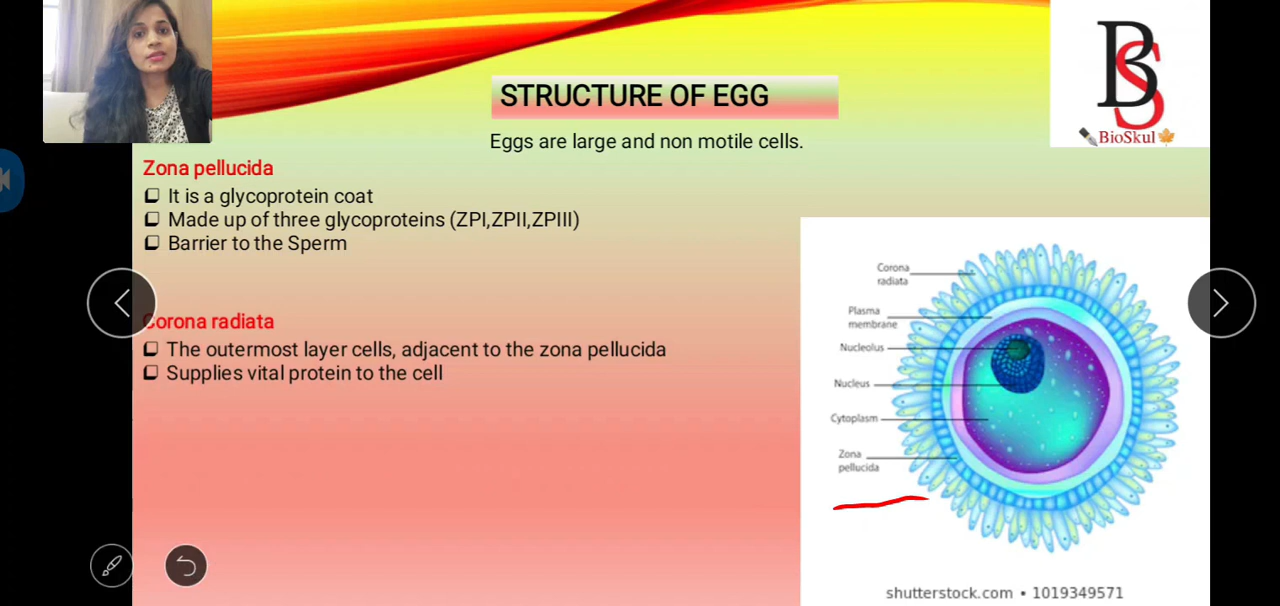 STRUCTURE OF EGG
BS
BioSkul
Eggs are large and non motile cells.
Zona pellucida
It is a glycoprotein coat
Made up of three glycoproteins (ZPI,ZPII,ZPIII)
Barrier to the Sperm
Corona radiata
The outermost layer cells, adjacent to the zona pellucida
Supplies vital protein to the cell
Corona
radiata
Plasma
membrane
Nucleolus
Nucleus
Cytoplasm
Zona
pellucida
shutterstock.com • 1019349571